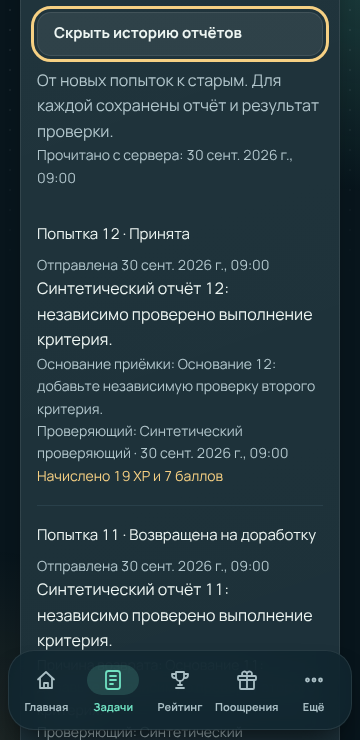 Скрыть историю отчётов
От новых попыток к старым. Для
каждой сохранены отчёт и результат
проверки.
Прочитано с сервера: 30 сент. 2026 г.,
09:00
Попытка 12 · Принята
Отправлена 30 сент. 2026 г., 09:00
Синтетический отчёт 12:
независимо проверено выполнение
критерия.
Основание приёмки: Основание 12:
добавьте независимую проверку второго
критерия.
Проверяющий: Синтетический
проверяющий · 30 сент. 2026 г., 09:00
Начислено 19 XP и 7 баллов
Попытка 11 · Возвращена на доработку
Отправлена 30 сент. 2026 г., 09:00
Синтетический отчёт 11:
независимо проверено выполнение
критерия.
Главная
Задачи
Рейтинг
Поощрения
Ещё
Проверяющий: Синтетический